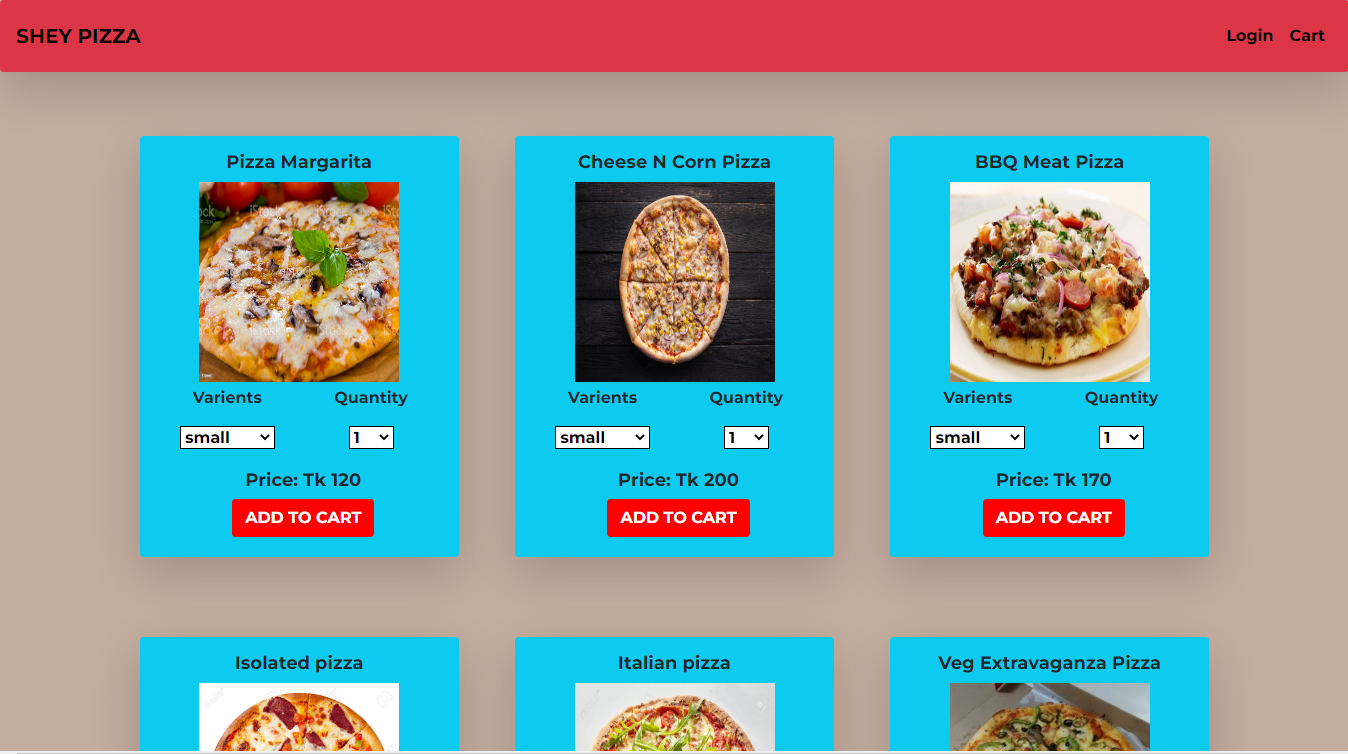 SHEY PIZZA
Login Cart
Pizza Margarita
Cheese N Corn Pizza
BBQ Meat Pizza
iStock
Varients Quantity
small 1
Price: Tk 120
ADD TO CART
Varients Quantity
small 1
Price: Tk 200
ADD TO CART
Varients Quantity
small 1
Price: Tk 170
ADD TO CART
Isolated pizza
Italian pizza
Veg Extravaganza Pizza